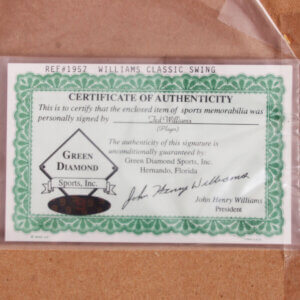 REF#1957 WILLIAMS CLASSIC SWING
CERTIFICATE OF AUTHENTICITY
This is to certify that the enclosed item of sports memorabilia was
personally signed by Ted Williams
(Player)
The authenticity of this signature is
unconditionally guaranteed by:
Green Diamond Sports, Inc.
Hernando, Florida
GREEN
DIAMOND
Sports, Inc.
John Henry Williams
John Henry Williams
President